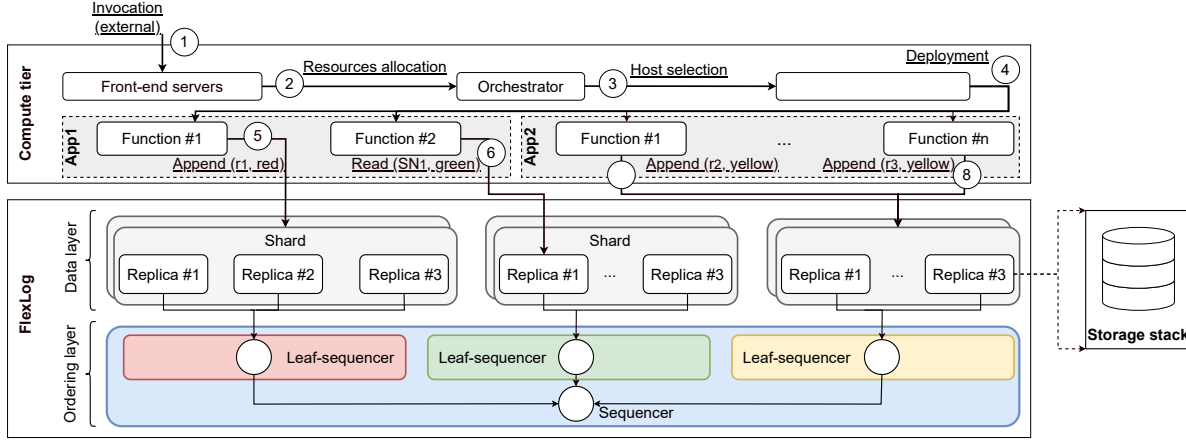 Invocation
(external)
1
Compute tier
Front-end servers
2
Resources allocation
Orchestrator
3
Host selection
Deployment
4
App1
Function #1
5
Append (r1, red)
Function #2
6
Read (SN1, green)
App2
Function #1
Append (r2, yellow)
...
Function #n
Append (r3, yellow)
8
FlexLog
Data layer
Shard
Replica #1
Replica #2
Replica #3
Shard
Replica #1
...
Replica #3
Replica #1
...
Replica #3
Storage stack
Ordering layer
Leaf-sequencer
Leaf-sequencer
Leaf-sequencer
Sequencer